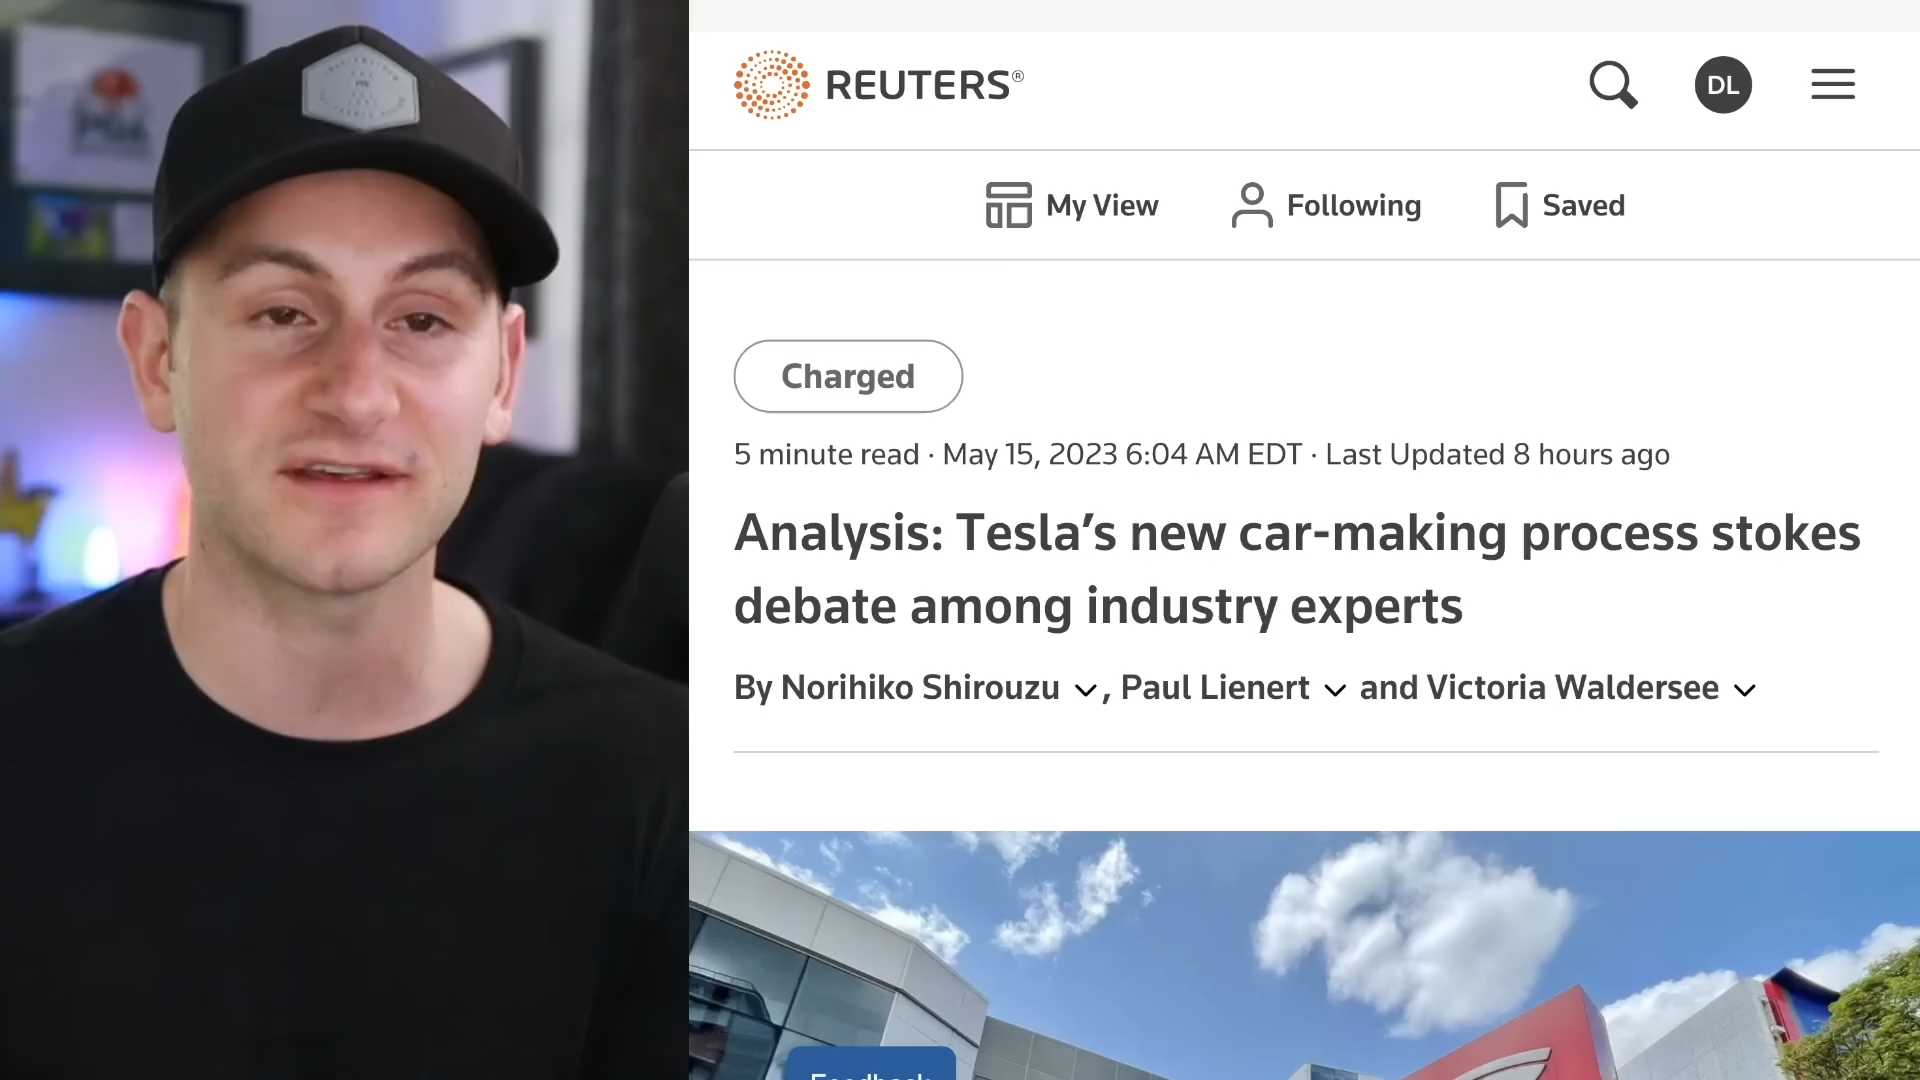 PGA
REUTERS®
DL
My View
Following
Saved
Charged
5 minute read · May 15, 2023 6:04 AM EDT · Last Updated 8 hours ago
Analysis: Tesla’s new car-making process stokes
debate among industry experts
By Norihiko Shirouzu , Paul Lienert and Victoria Waldersee
Feedback